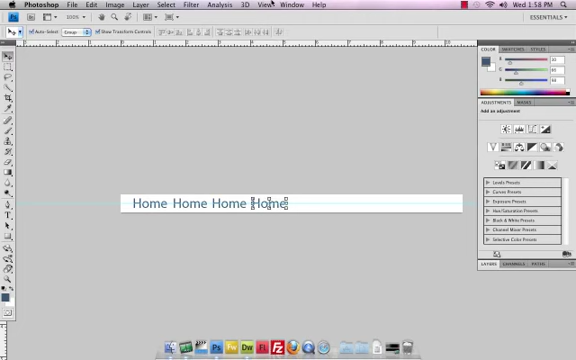 Photoshop File Edit Image Layer Select Filter Analysis 3D View Window Help
Wed 1:58 PM
100%
ESSENTIALS
Auto-Select: Group
Show Transform Controls
COLOR SWATCHES STYLES
ADJUSTMENTS MASKS
Add an adjustment
Home Home Home Home
Levels Presets
Curves Presets
Exposure Presets
Hue/Saturation Presets
Black & White Presets
Channel Mixer Presets
Selective Color Presets
LAYERS CHANNELS PATHS